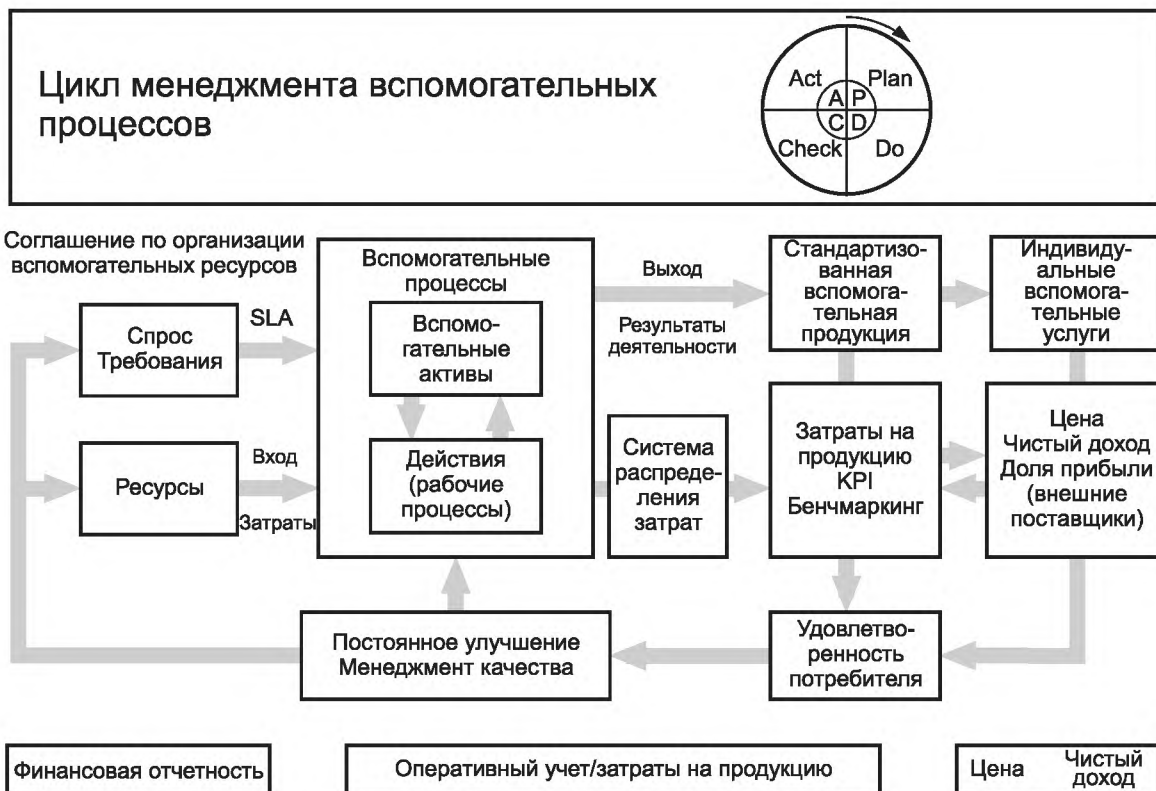 Цикл менеджмента вспомогательных
процессов
Act
Plan
A P
C D
Check
Do
Соглашение по организации
вспомогательных ресурсов
Спрос
Требования
SLA
Ресурсы
Вход
Затраты
Вспомогательные
процессы
Вспомо-
гательные
активы
Действия
(рабочие
процессы)
Выход
Результаты
деятельности
Система
распреде-
ления
затрат
Стандартизо-
ванная
вспомога-
тельная
продукция
Индивиду-
альные
вспомога-
тельные
услуги
Затраты на
продукцию
KPI
Бенчмаркинг
Цена
Чистый доход
Доля прибыли
(внешние
поставщики)
Постоянное улучшение
Менеджмент качества
Удовлетво-
ренность
потребителя
Финансовая отчетность
Оперативный учет/затраты на продукцию
Цена
Чистый
доход